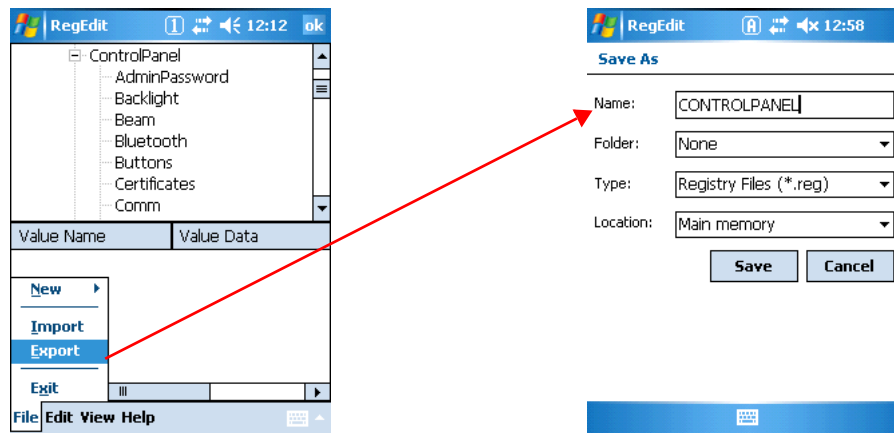 RegEdit 1 12:12 ok
ControlPanel
AdminPassword
Backlight
Beam
Bluetooth
Buttons
Certificates
Comm
Value Name Value Data
New
Import
Export
Exit
File Edit View Help
RegEdit A 12:58
Save As
Name: CONTROLPANEL
Folder: None
Type: Registry Files (*.reg)
Location: Main memory
Save Cancel